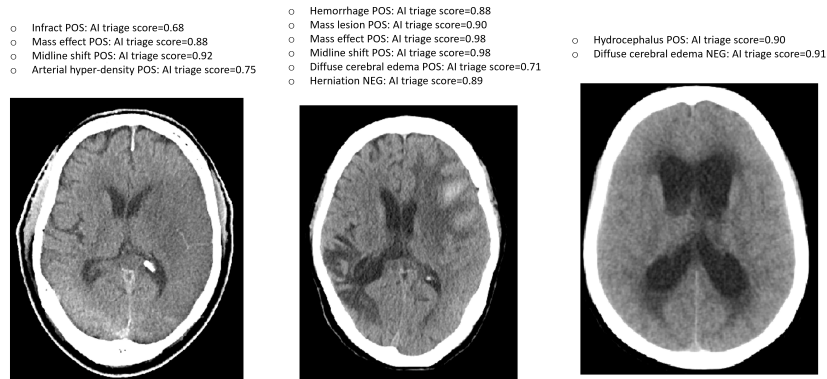 ○ Infract POS: AI triage score=0.68
○ Mass effect POS: AI triage score=0.88
○ Midline shift POS: AI triage score=0.92
○ Arterial hyper-density POS: AI triage score=0.75
○ Hemorrhage POS: AI triage score=0.88
○ Mass lesion POS: AI triage score=0.90
○ Mass effect POS: AI triage score=0.98
○ Midline shift POS: AI triage score=0.98
○ Diffuse cerebral edema POS: AI triage score=0.71
○ Herniation NEG: AI triage score=0.89
○ Hydrocephalus POS: AI triage score=0.90
○ Diffuse cerebral edema NEG: AI triage score=0.91